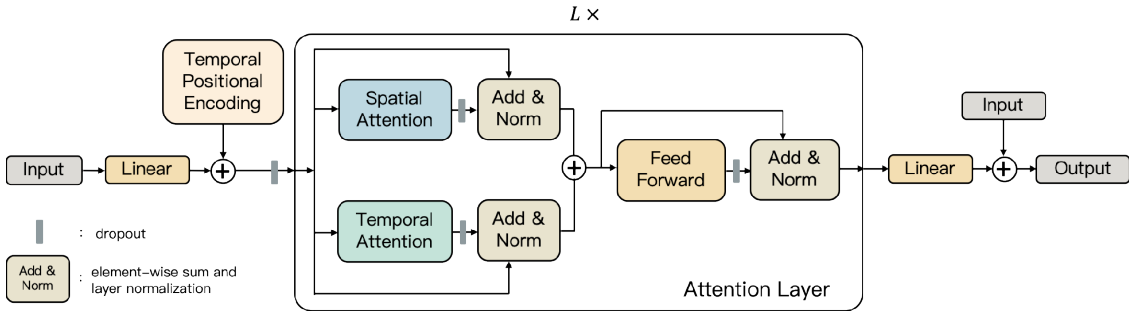 L ×
Temporal
Positional
Encoding
Spatial
Attention
Add &
Norm
Input
Linear
+
+
Feed
Forward
Add &
Norm
Input
Linear
+
Output
Temporal
Attention
Add &
Norm
: dropout
Add &
Norm
: element-wise sum and
layer normalization
Attention Layer